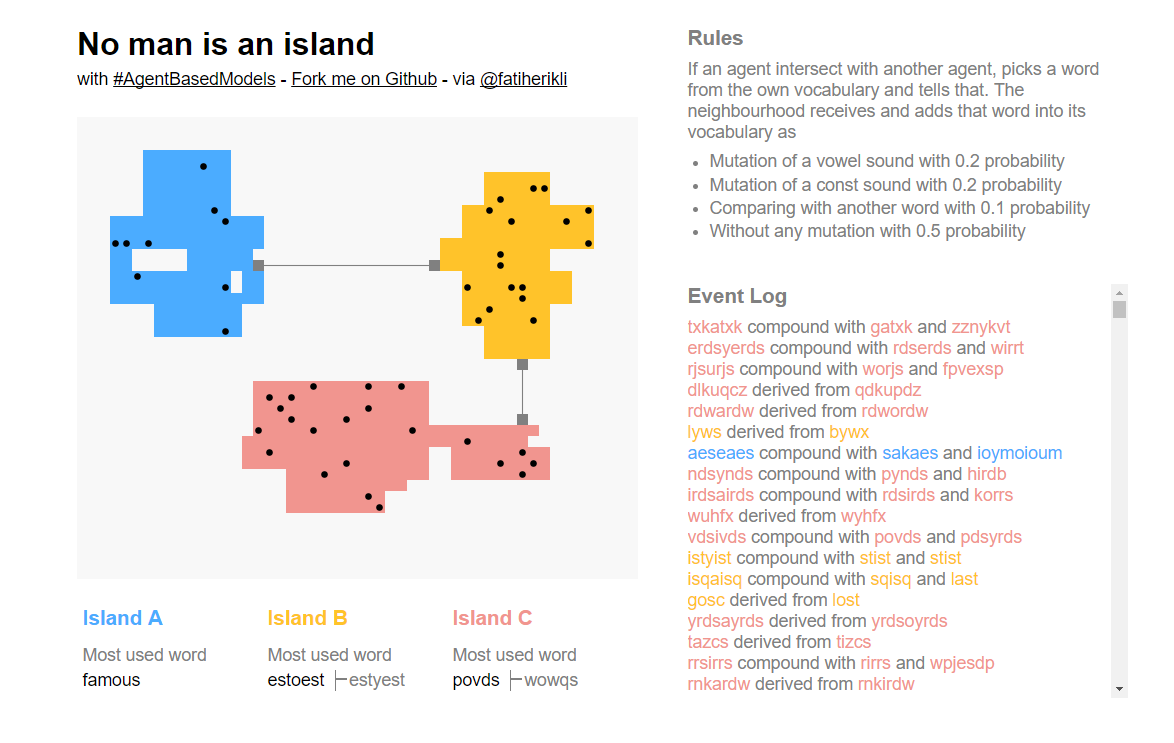 No man is an island
with #AgentBasedModels - Fork me on Github - via @fatiherikli
Rules
If an agent intersect with another agent, picks a word
from the own vocabulary and tells that. The
neighbourhood receives and adds that word into its
vocabulary as
Mutation of a vowel sound with 0.2 probability
Mutation of a const sound with 0.2 probability
Comparing with another word with 0.1 probability
Without any mutation with 0.5 probability
Event Log
txkatxk compound with gatxk and zznykvt
erdsyerds compound with rdserds and wirrt
rjsurjs compound with worjs and fpvexsp
dlkuqcz derived from qdkupdz
rdwardw derived from rdwordw
lyws derived from bywx
aeseaes compound with sakaes and ioymoioum
ndsynds compound with pynds and hirdb
irdsairds compound with rdsirds and korrs
wuhfx derived from wyhfx
vdsivds compound with povds and pdsyrds
istyist compound with stist and stist
isqaisq compound with sqisq and last
gosc derived from lost
yrdsayrds derived from yrdsoyrds
tazcs derived from tizcs
rrsirrs compound with rirrs and wpjesdp
rnkardw derived from rnkirdw
Island A
Most used word
famous
Island B
Most used word
estoest estyest
Island C
Most used word
povds wowqs